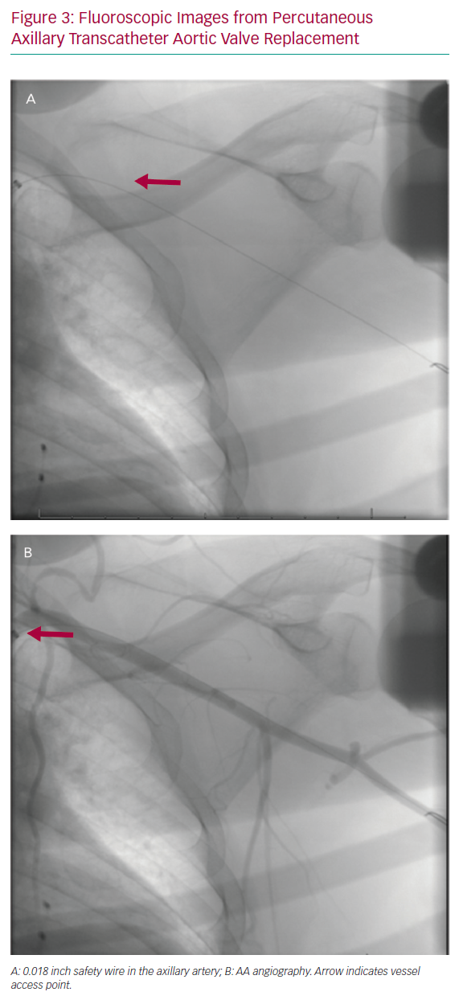 Figure 3: Fluoroscopic Images from Percutaneous
Axillary Transcatheter Aortic Valve Replacement
A
B
A: 0.018 inch safety wire in the axillary artery; B: AA angiography. Arrow indicates vessel
access point.